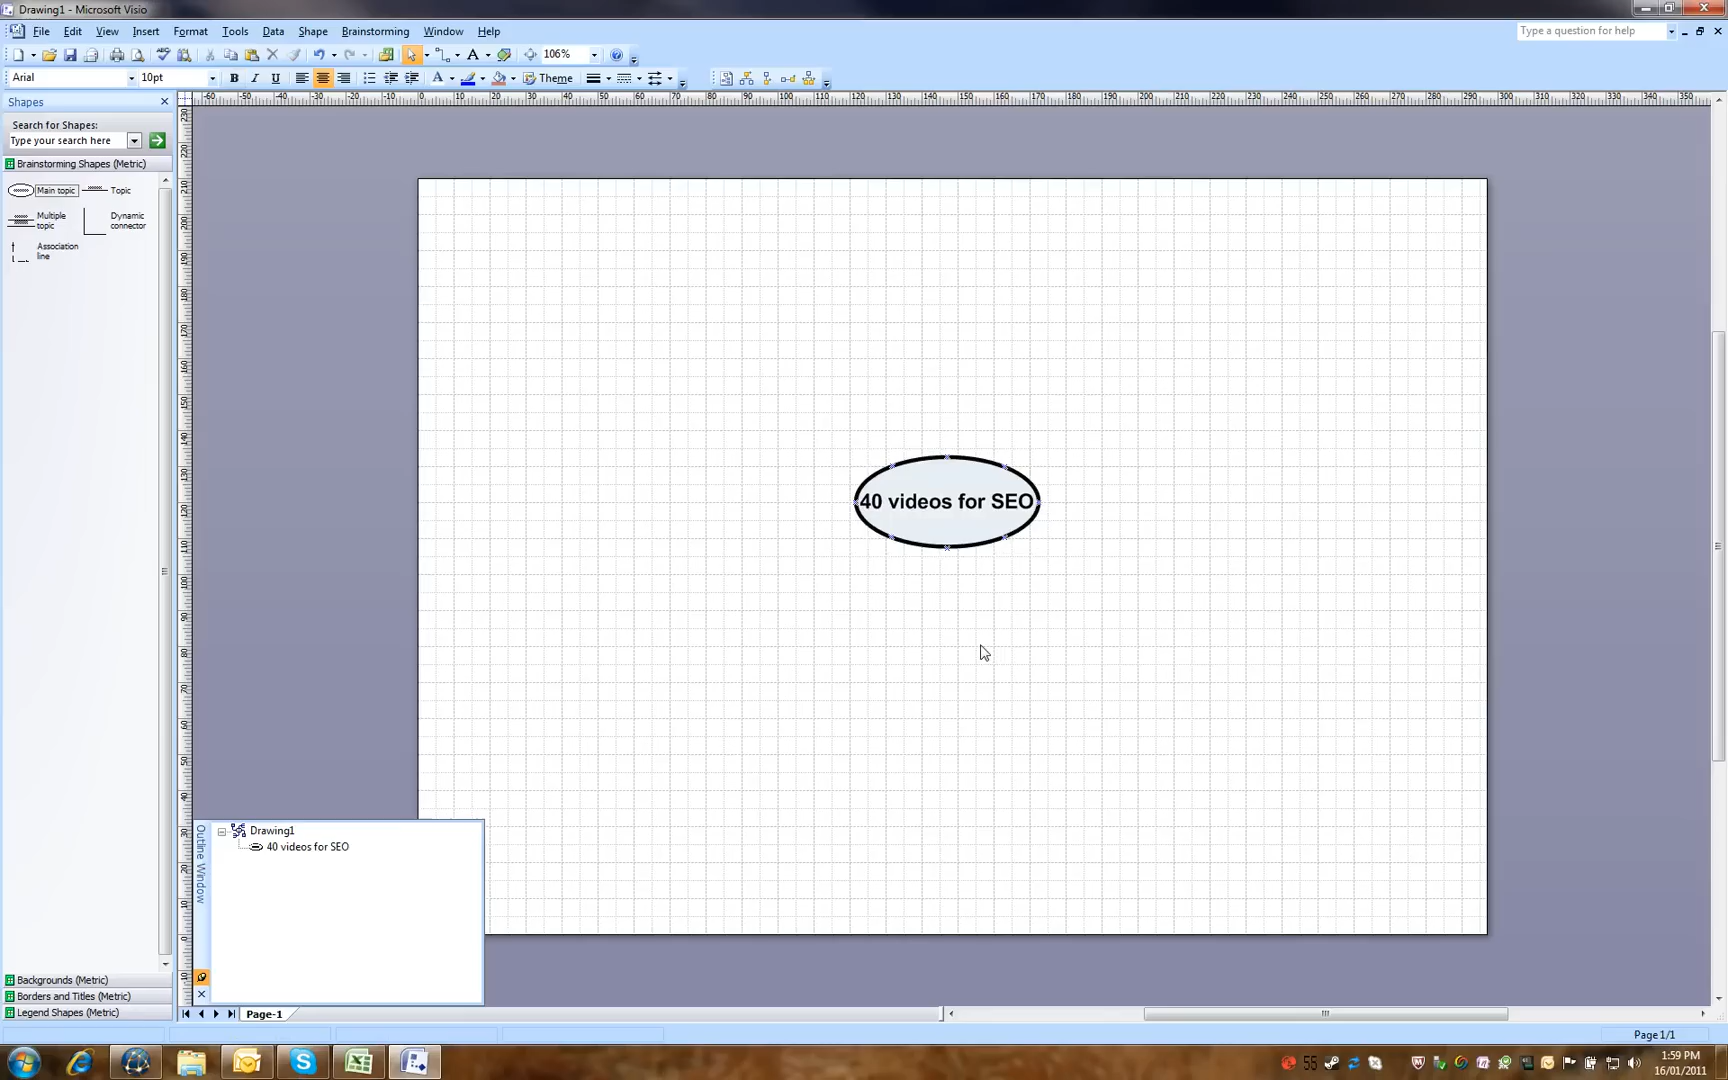 Drawing1 - Microsoft Visio
File Edit View Insert Format Tools Data Shape Brainstorming Window Help
Type a question for help
106%
Arial 10pt B I U A Theme
Shapes
Search for Shapes:
Type your search here
Brainstorming Shapes (Metric)
Main topic Topic
Multiple topic Dynamic connector
Association line
40 videos for SEO
Outline Window
Drawing1
40 videos for SEO
Backgrounds (Metric)
Borders and Titles (Metric)
Legend Shapes (Metric)
Page-1
Page 1/1
55
1:59 PM
16/01/2011